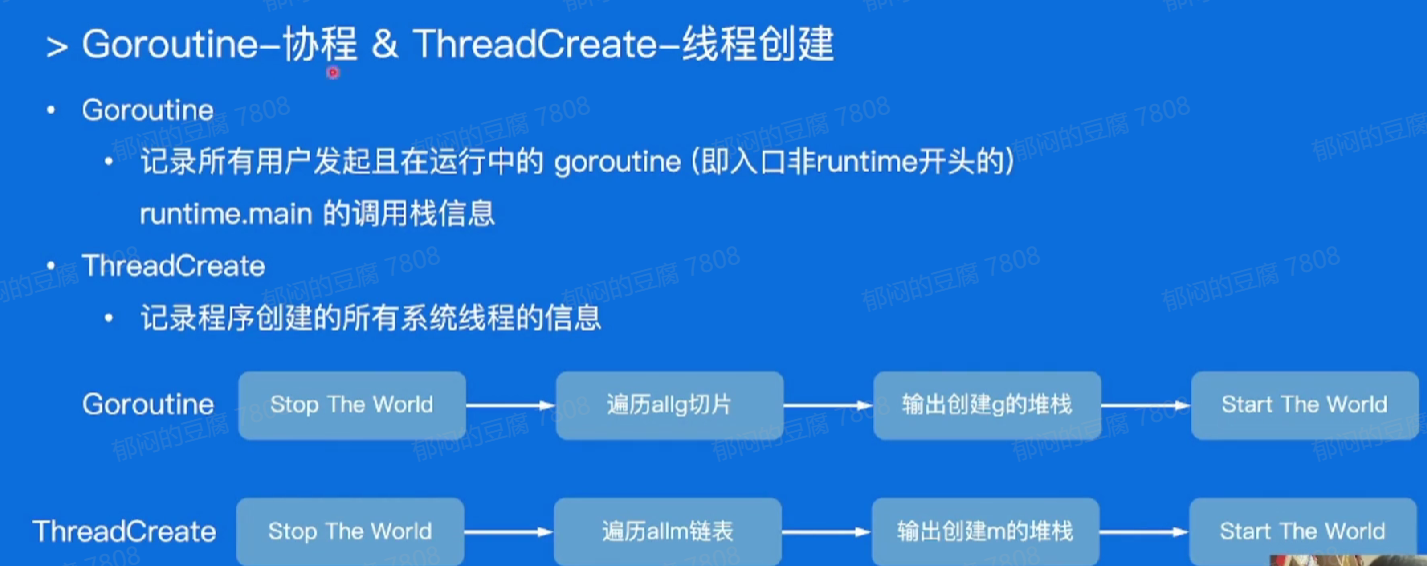 > Goroutine-协程 & ThreadCreate-线程创建
• Goroutine
• 记录所有用户发起且在运行中的 goroutine (即入口非runtime开头的)
runtime.main 的调用栈信息
• ThreadCreate
• 记录程序创建的所有系统线程的信息
Goroutine Stop The World 遍历allg切片 输出创建g的堆栈 Start The World
ThreadCreate Stop The World 遍历allm链表 输出创建m的堆栈 Start The World
郁闷的豆腐 7808